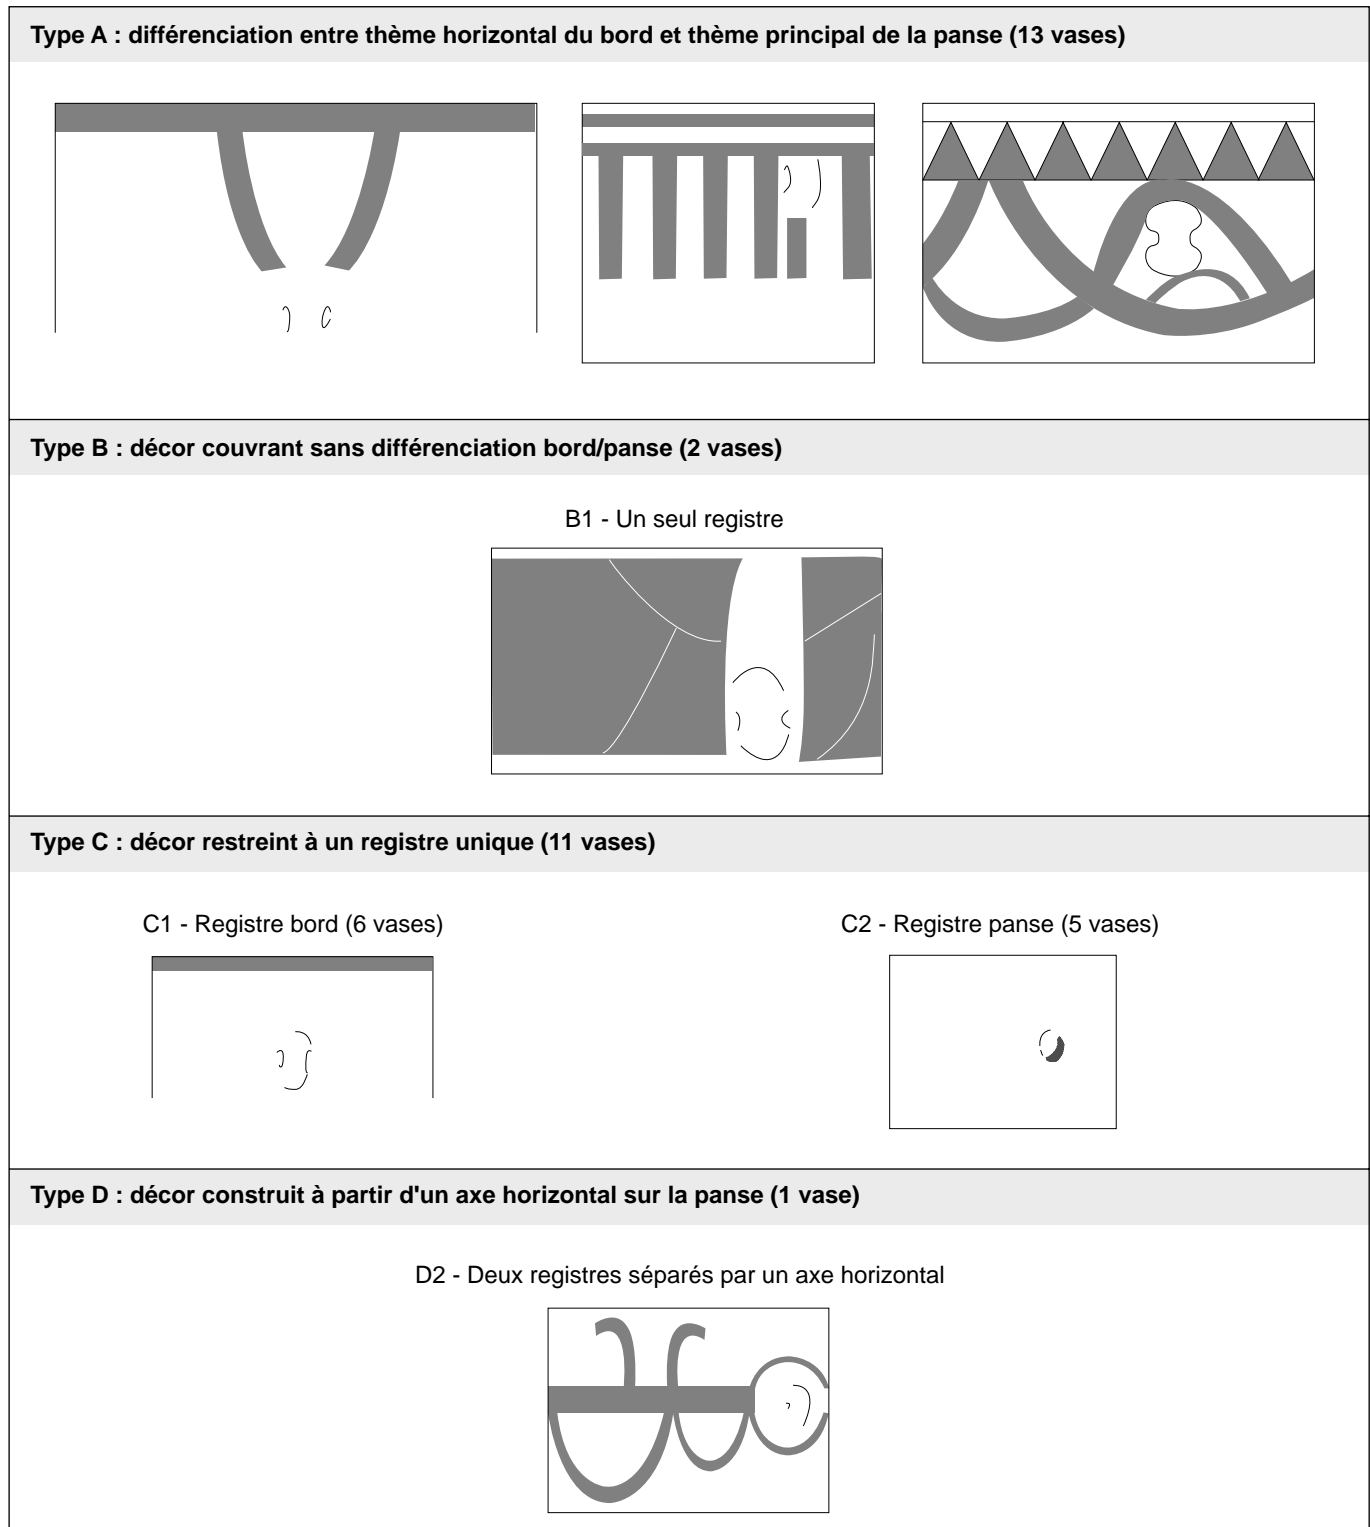 Type A : différenciation entre thème horizontal du bord et thème principal de la panse (13 vases)
Type B : décor couvrant sans différenciation bord/panse (2 vases)
B1 - Un seul registre
Type C : décor restreint à un registre unique (11 vases)
C1 - Registre bord (6 vases)
C2 - Registre panse (5 vases)
Type D : décor construit à partir d'un axe horizontal sur la panse (1 vase)
D2 - Deux registres séparés par un axe horizontal